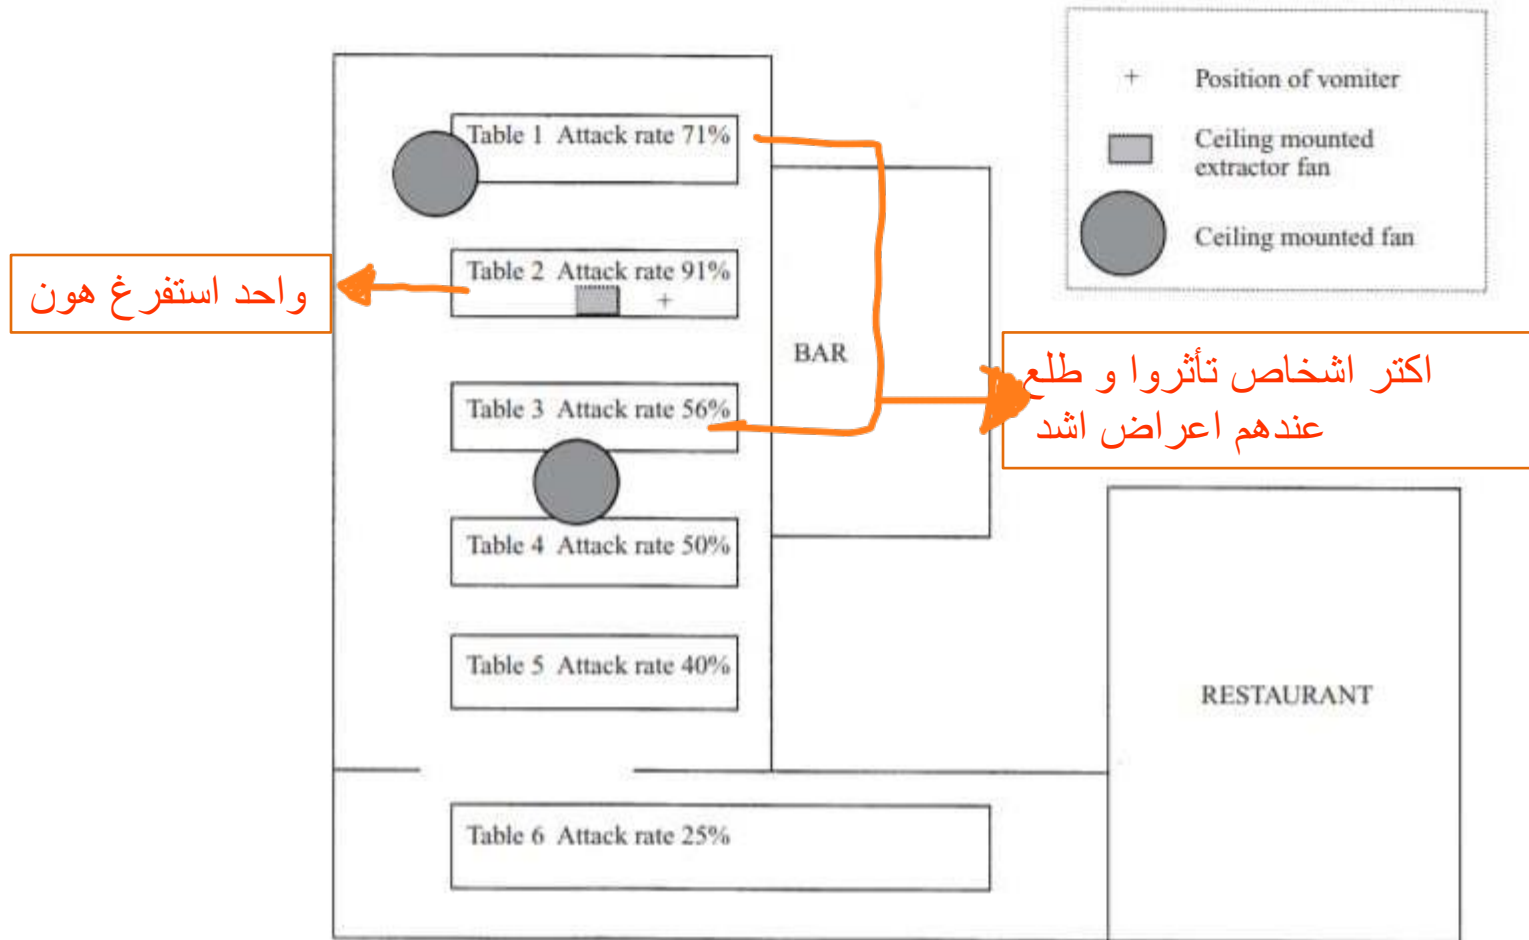 + Position of vomiter
Ceiling mounted
extractor fan
Ceiling mounted fan
Table 1 Attack rate 71%
Table 2 Attack rate 91%
+
واحد استفرغ هون
BAR
اكتر اشخاص تأثروا و طلع
عندهم اعراض اشد
Table 3 Attack rate 56%
Table 4 Attack rate 50%
Table 5 Attack rate 40%
RESTAURANT
Table 6 Attack rate 25%